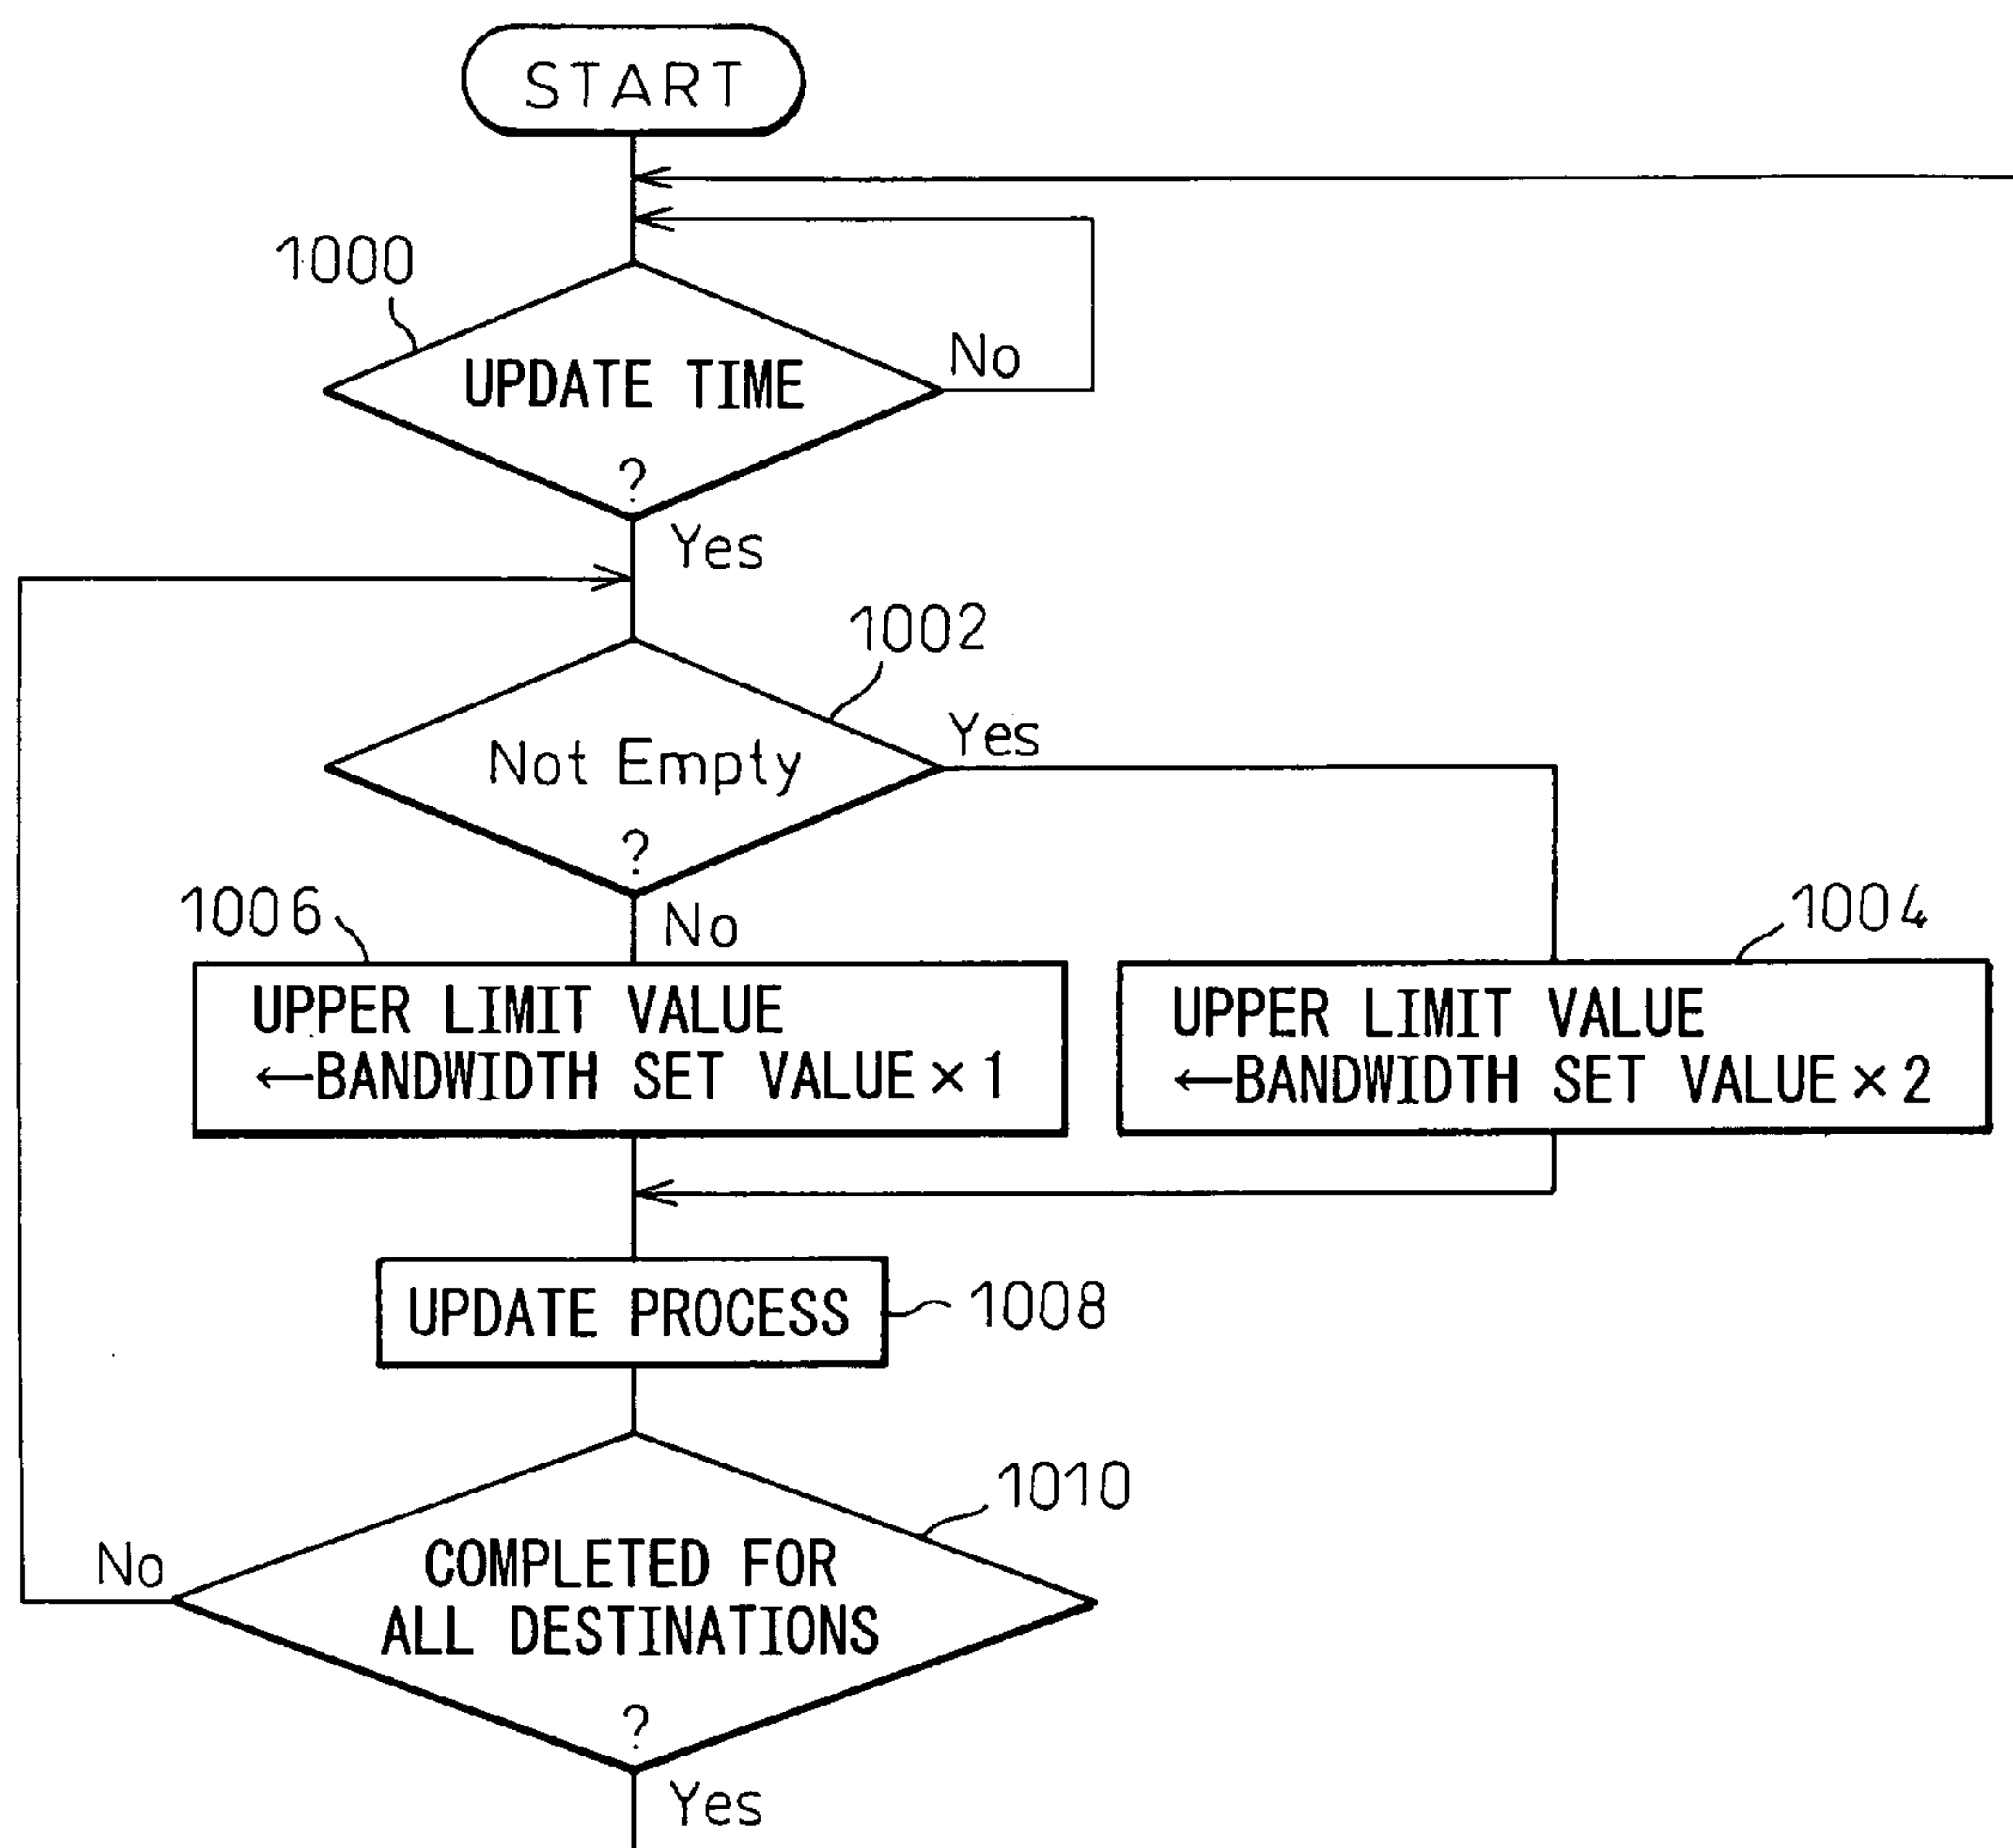 START
1000
UPDATE TIME
?
No
Yes
1002
Not Empty
?
Yes
No
1006
UPPER LIMIT VALUE
←BANDWIDTH SET VALUE×1
1004
UPPER LIMIT VALUE
←BANDWIDTH SET VALUE×2
UPDATE PROCESS
1008
1010
COMPLETED FOR
ALL DESTINATIONS
?
No
Yes